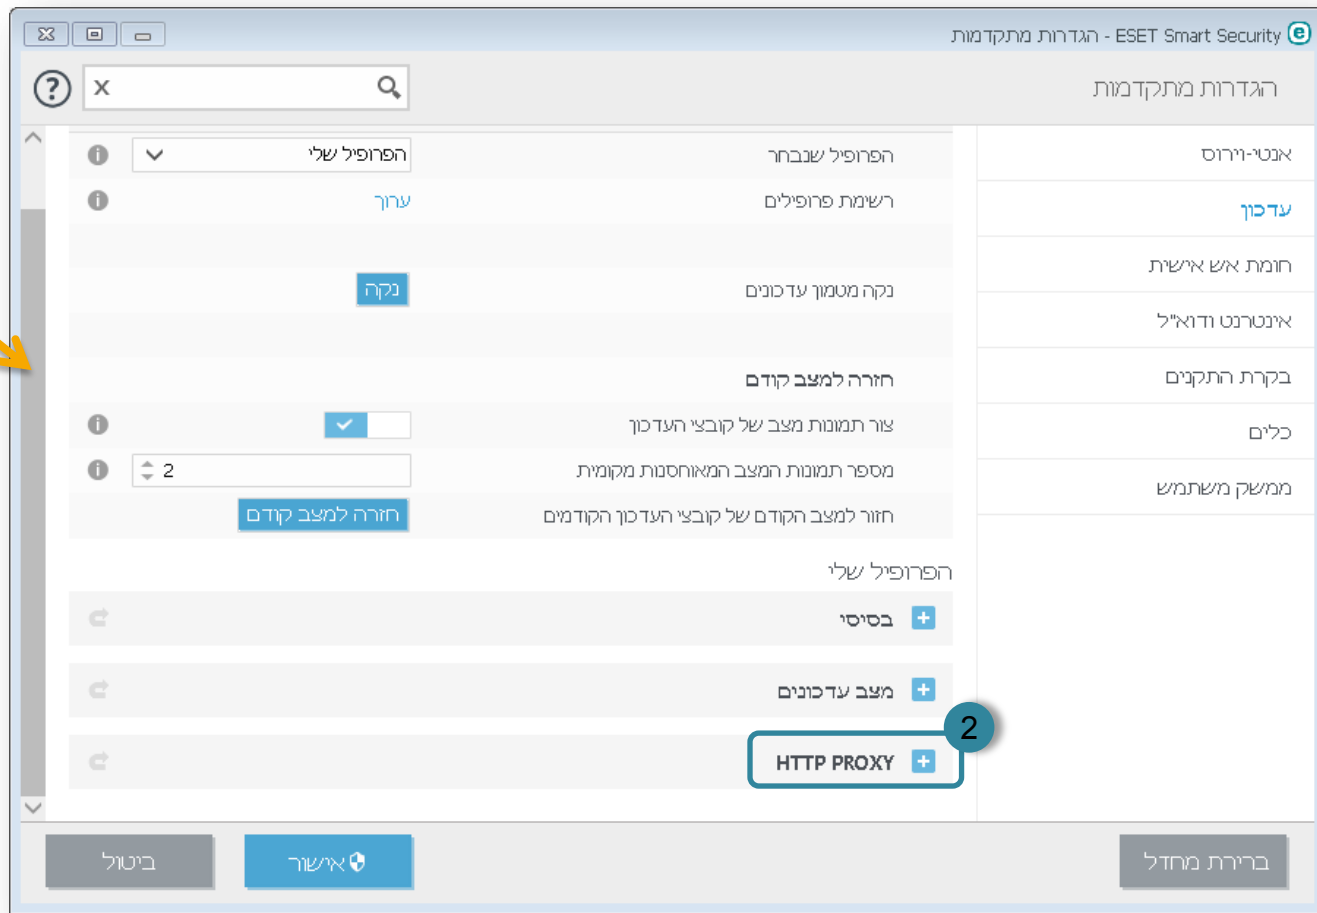 ESET Smart Security - הגדרות מתקדמות
הגדרות מתקדמות
x
?
אנטי-וירוס
עדכון
חומת אש אישית
אינטרנט ודוא"ל
בקרת התקנים
כלים
ממשק משתמש
הפרופיל שנבחר
הפרופיל שלי
רשימת פרופילים
ערוך
נקה מטמון עדכונים
נקה
חזרה למצב קודם
צור תמונות מצב של קובצי העדכון
מספר תמונות המצב המאוחסנות מקומית
2
חזור למצב הקודם של קובצי העדכון הקודמים
חזרה למצב קודם
הפרופיל שלי
בסיסי
מצב עדכונים
HTTP PROXY
2
ברירת מחדל
אישור
ביטול